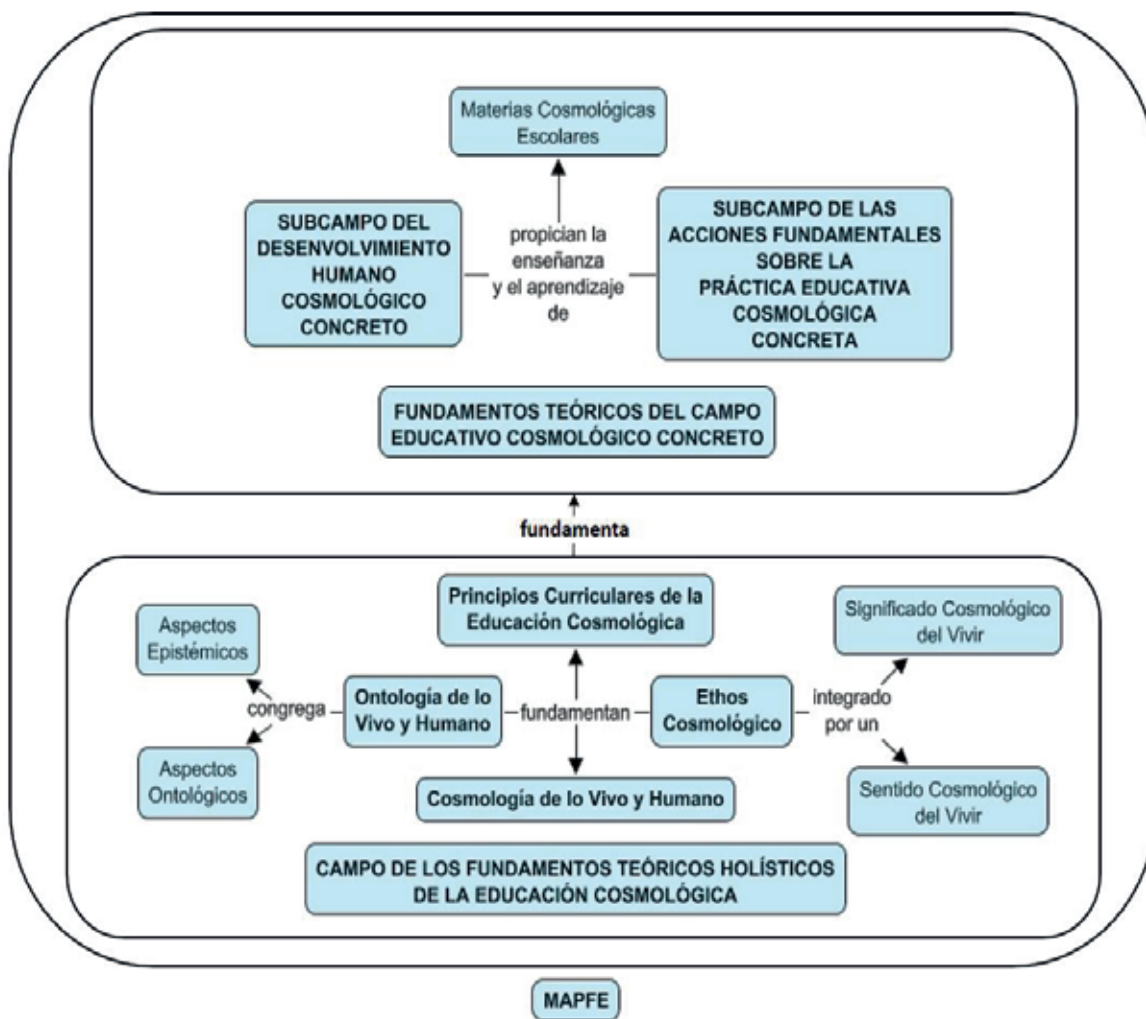 Materias Cosmológicas
Escolares
SUBCAMPO DEL
DESENVOLVIMIENTO
HUMANO
COSMOLÓGICO
CONCRETO
propician la
enseñanza
y el aprendizaje
de
SUBCAMPO DE LAS
ACCIONES FUNDAMENTALES
SOBRE LA
PRÁCTICA EDUCATIVA
COSMOLÓGICA
CONCRETA
FUNDAMENTOS TEÓRICOS DEL CAMPO
EDUCATIVO COSMOLÓGICO CONCRETO
fundamenta
Principios Curriculares de la
Educación Cosmológica
Aspectos
Epistémicos
congrega
Aspectos
Ontológicos
Ontología de lo
Vivo y Humano
fundamentan
Ethos
Cosmológico
integrado
por un
Significado Cosmológico
del Vivir
Sentido Cosmológico
del Vivir
Cosmología de lo Vivo y Humano
CAMPO DE LOS FUNDAMENTOS TEÓRICOS HOLÍSTICOS
DE LA EDUCACIÓN COSMOLÓGICA
MAPFE